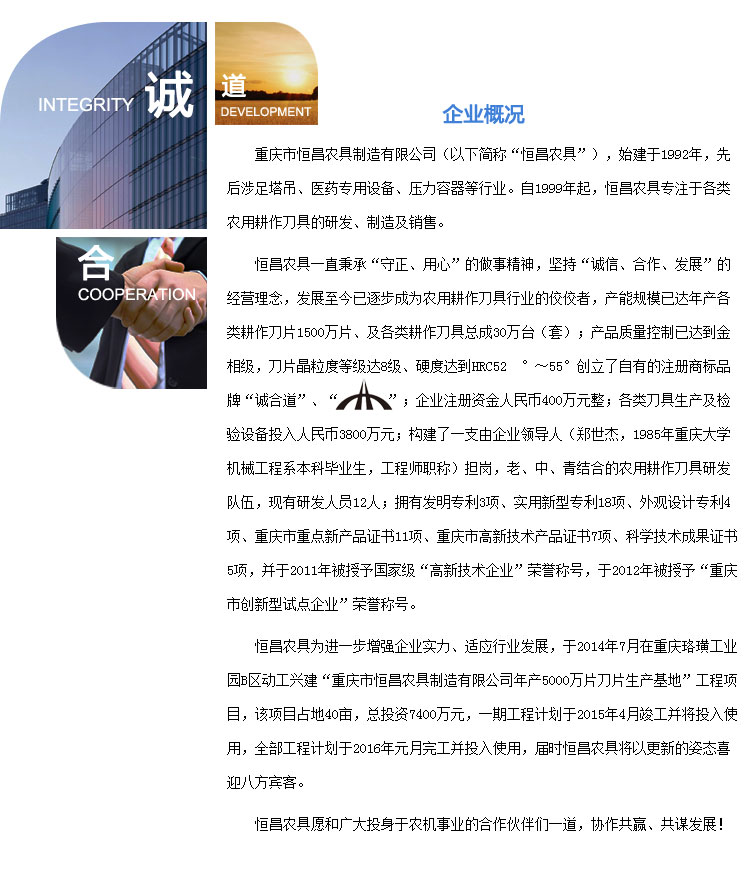 INTEGRITY 诚
道
DEVELOPMENT
合
COOPERATION
企业概况
重庆市恒昌农具制造有限公司（以下简称“恒昌农具”），始建于1992年，先
后涉足塔吊、医药专用设备、压力容器等行业。自1999年起，恒昌农具专注于各类
农用耕作刀具的研发、制造及销售。
恒昌农具一直秉承“守正、用心”的做事精神，坚持“诚信、合作、发展”的
经营理念，发展至今已逐步成为农用耕作刀具行业的佼佼者，产能规模已达年产各
类耕作刀片1500万片、及各类耕作刀具总成30万台（套）；产品质量控制已达到金
相级，刀片晶粒度等级达8级、硬度达到HRC52 °～55°创立了自有的注册商标品
牌“诚合道”、“”；企业注册资金人民币400万元整；各类刀具生产及检
验设备投入人民币3800万元；构建了一支由企业领导人（郑世杰，1985年重庆大学
机械工程系本科毕业生，工程师职称）担岗，老、中、青结合的农用耕作刀具研发
队伍，现有研发人员12人；拥有发明专利3项、实用新型专利18项、外观设计专利4
项、重庆市重点新产品证书11项、重庆市高新技术产品证书7项、科学技术成果证书
5项，并于2011年被授予国家级“高新技术企业”荣誉称号，于2012年被授予“重庆
市创新型试点企业”荣誉称号。
恒昌农具为进一步增强企业实力、适应行业发展，于2014年7月在重庆珞璜工业
园B区动工兴建“重庆市恒昌农具制造有限公司年产5000万片刀片生产基地”工程项
目，该项目占地40亩，总投资7400万元，一期工程计划于2015年4月竣工并将投入使
用，全部工程计划于2016年元月完工并投入使用，届时恒昌农具将以更新的姿态喜
迎八方宾客。
恒昌农具愿和广大投身于农机事业的合作伙伴们一道，协作共赢、共谋发展！